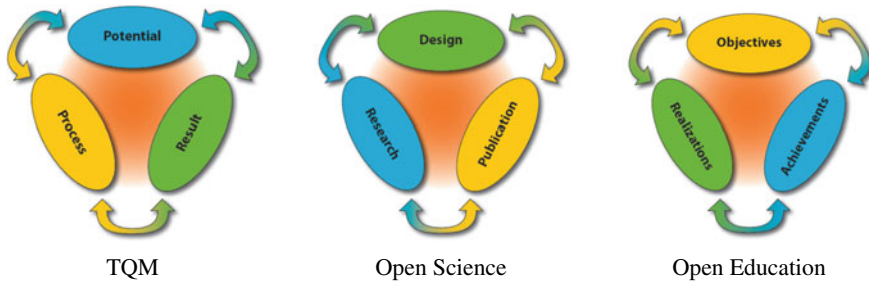 Potential
Process
Result
TQM
Design
Research
Publication
Open Science
Objectives
Realizations
Achievements
Open Education